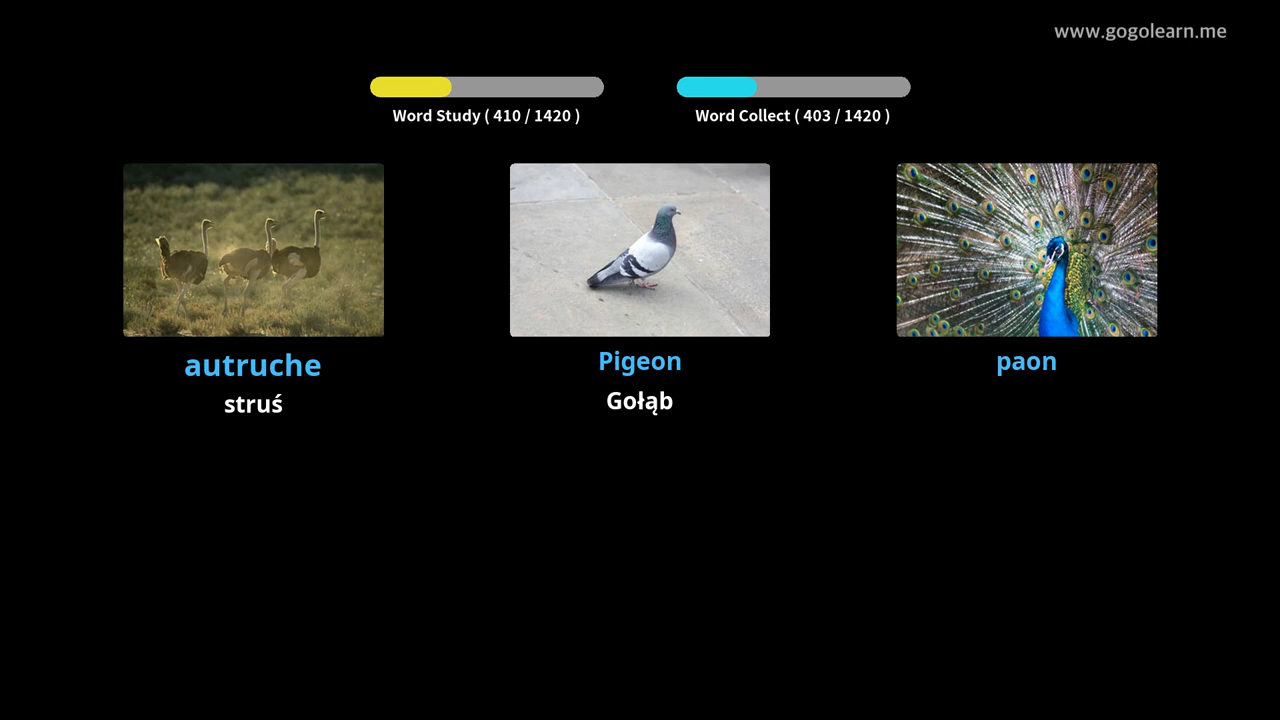 www.gogolearn.me
Word Study ( 410 / 1420 )
Word Collect ( 403 / 1420 )
autruche
struś
Pigeon
Gołąb
paon